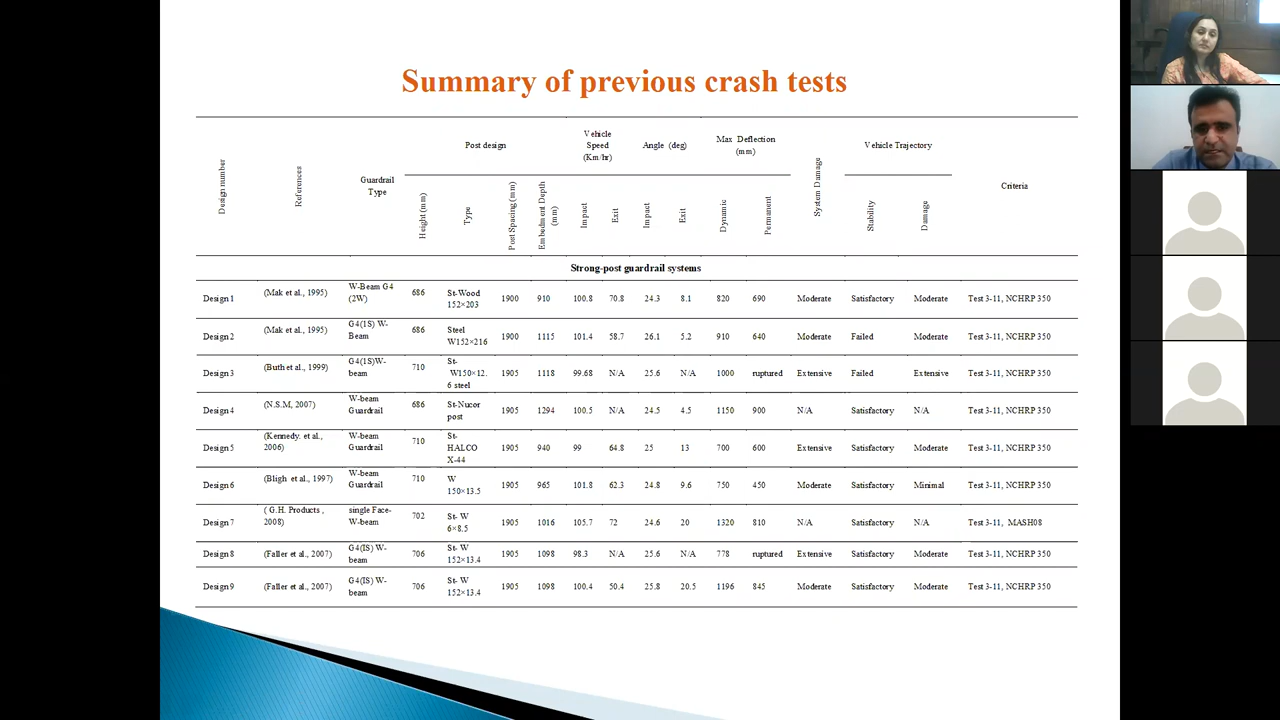 Summary of previous crash tests
Design number
References
Guardrail
Type
Post design
Height (mm)
Type
Post Spacing (mm)
Embedment Depth
(mm)
Vehicle
Speed
(Km/hr)
Impact
Exit
Angle (deg)
Impact
Exit
Max Deflection
(mm)
Dynamic
Permanent
System Damage
Vehicle Trajectory
Stability
Damage
Criteria
Strong-post guardrail systems
Design 1 (Mak et al., 1995) W-Beam G4 (2W) 686 St-Wood 152×203 1900 910 100.8 70.8 24.3 8.1 820 690 Moderate Satisfactory Moderate Test 3-11, NCHRP 350
Design 2 (Mak et al., 1995) G4(1S) W-Beam 686 Steel W152×216 1900 1115 101.4 58.7 26.1 5.2 910 640 Moderate Failed Moderate Test 3-11, NCHRP 350
Design 3 (Buth et al., 1999) G4(1S)W-beam 710 St-W150×12.6 steel 1905 1118 99.68 N/A 25.6 N/A 1000 ruptured Extensive Failed Extensive Test 3-11, NCHRP 350
Design 4 (N.S.M, 2007) W-beam Guardrail 686 St-Nucor post 1905 1294 100.5 N/A 24.5 4.5 1150 900 N/A Satisfactory N/A Test 3-11, NCHRP 350
Design 5 (Kennedy. et al., 2006) W-beam Guardrail 710 St-HALCO X-44 1905 940 99 64.8 25 13 700 600 Extensive Satisfactory Moderate Test 3-11, NCHRP 350
Design 6 (Bligh et al., 1997) W-beam Guardrail 710 W 150×13.5 1905 965 101.8 62.3 24.8 9.6 750 450 Moderate Satisfactory Minimal Test 3-11, NCHRP 350
Design 7 ( G.H. Products , 2008) single Face-W-beam 702 St- W 6×8.5 1905 1016 105.7 72 24.6 20 1320 810 N/A Satisfactory N/A Test 3-11, MASH08
Design 8 (Faller et al., 2007) G4(IS) W-beam 706 St- W 152×13.4 1905 1098 98.3 N/A 25.6 N/A 778 ruptured Extensive Satisfactory Moderate Test 3-11, NCHRP 350
Design 9 (Faller et al., 2007) G4(IS) W-beam 706 St- W 152×13.4 1905 1098 100.4 50.4 25.8 20.5 1196 845 Moderate Satisfactory Moderate Test 3-11, NCHRP 350